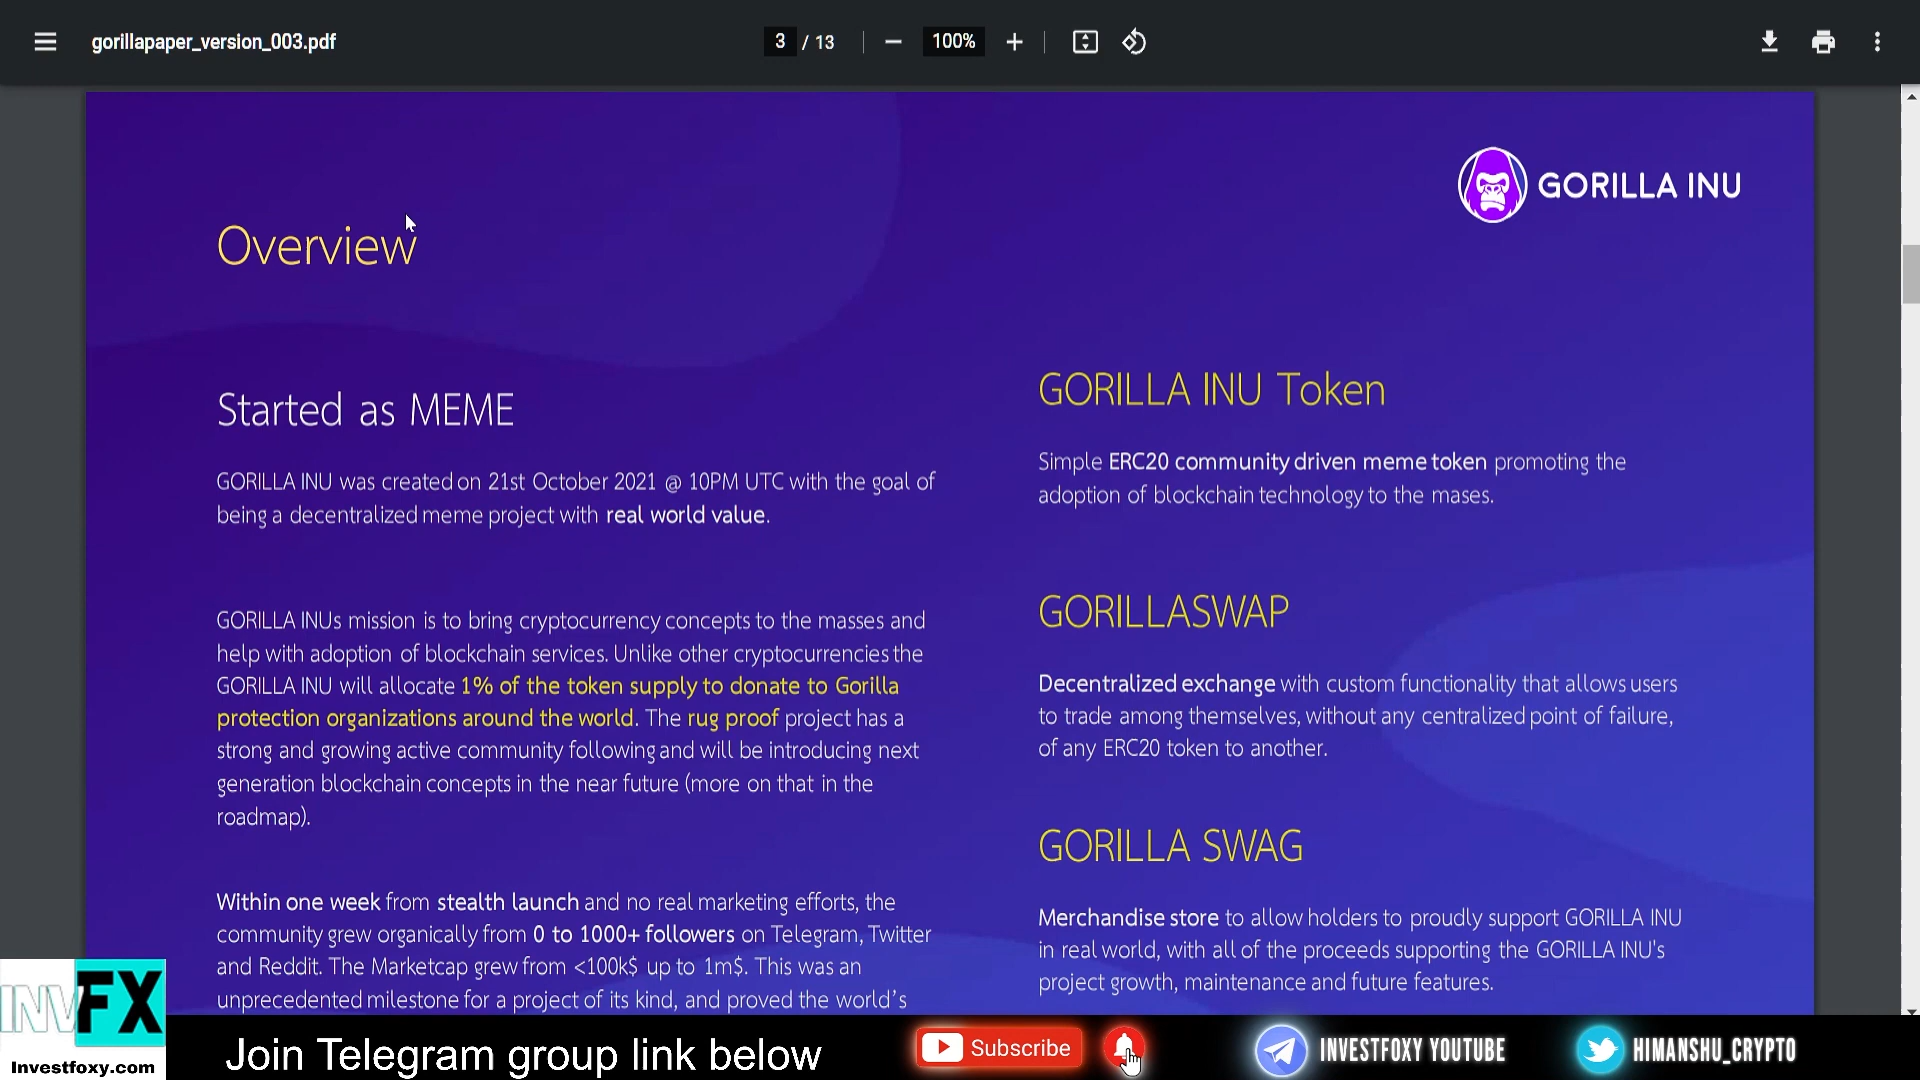 gorillapaper_version_003.pdf
3 / 13
100%
GORILLA INU
Overview
Started as MEME
GORILLA INU was created on 21st October 2021 @ 10PM UTC with the goal of
being a decentralized meme project with real world value.
GORILLA INUs mission is to bring cryptocurrency concepts to the masses and
help with adoption of blockchain services. Unlike other cryptocurrencies the
GORILLA INU will allocate 1% of the token supply to donate to Gorilla
protection organizations around the world. The rug proof project has a
strong and growing active community following and will be introducing next
generation blockchain concepts in the near future (more on that in the
roadmap).
Within one week from stealth launch and no real marketing efforts, the
community grew organically from 0 to 1000+ followers on Telegram, Twitter
and Reddit. The Marketcap grew from <100k$ up to 1m$. This was an
unprecedented milestone for a project of its kind, and proved the world's
GORILLA INU Token
Simple ERC20 community driven meme token promoting the
adoption of blockchain technology to the masses.
GORILLASWAP
Decentralized exchange with custom functionality that allows users
to trade among themselves, without any centralized point of failure,
of any ERC20 token to another.
GORILLA SWAG
Merchandise store to allow holders to proudly support GORILLA INU
in real world, with all of the proceeds supporting the GORILLA INU's
project growth, maintenance and future features.
INVFX
Investfoxy.com
Join Telegram group link below
Subscribe
INVESTFOXY YOUTUBE
HIMANSHU_CRYPTO